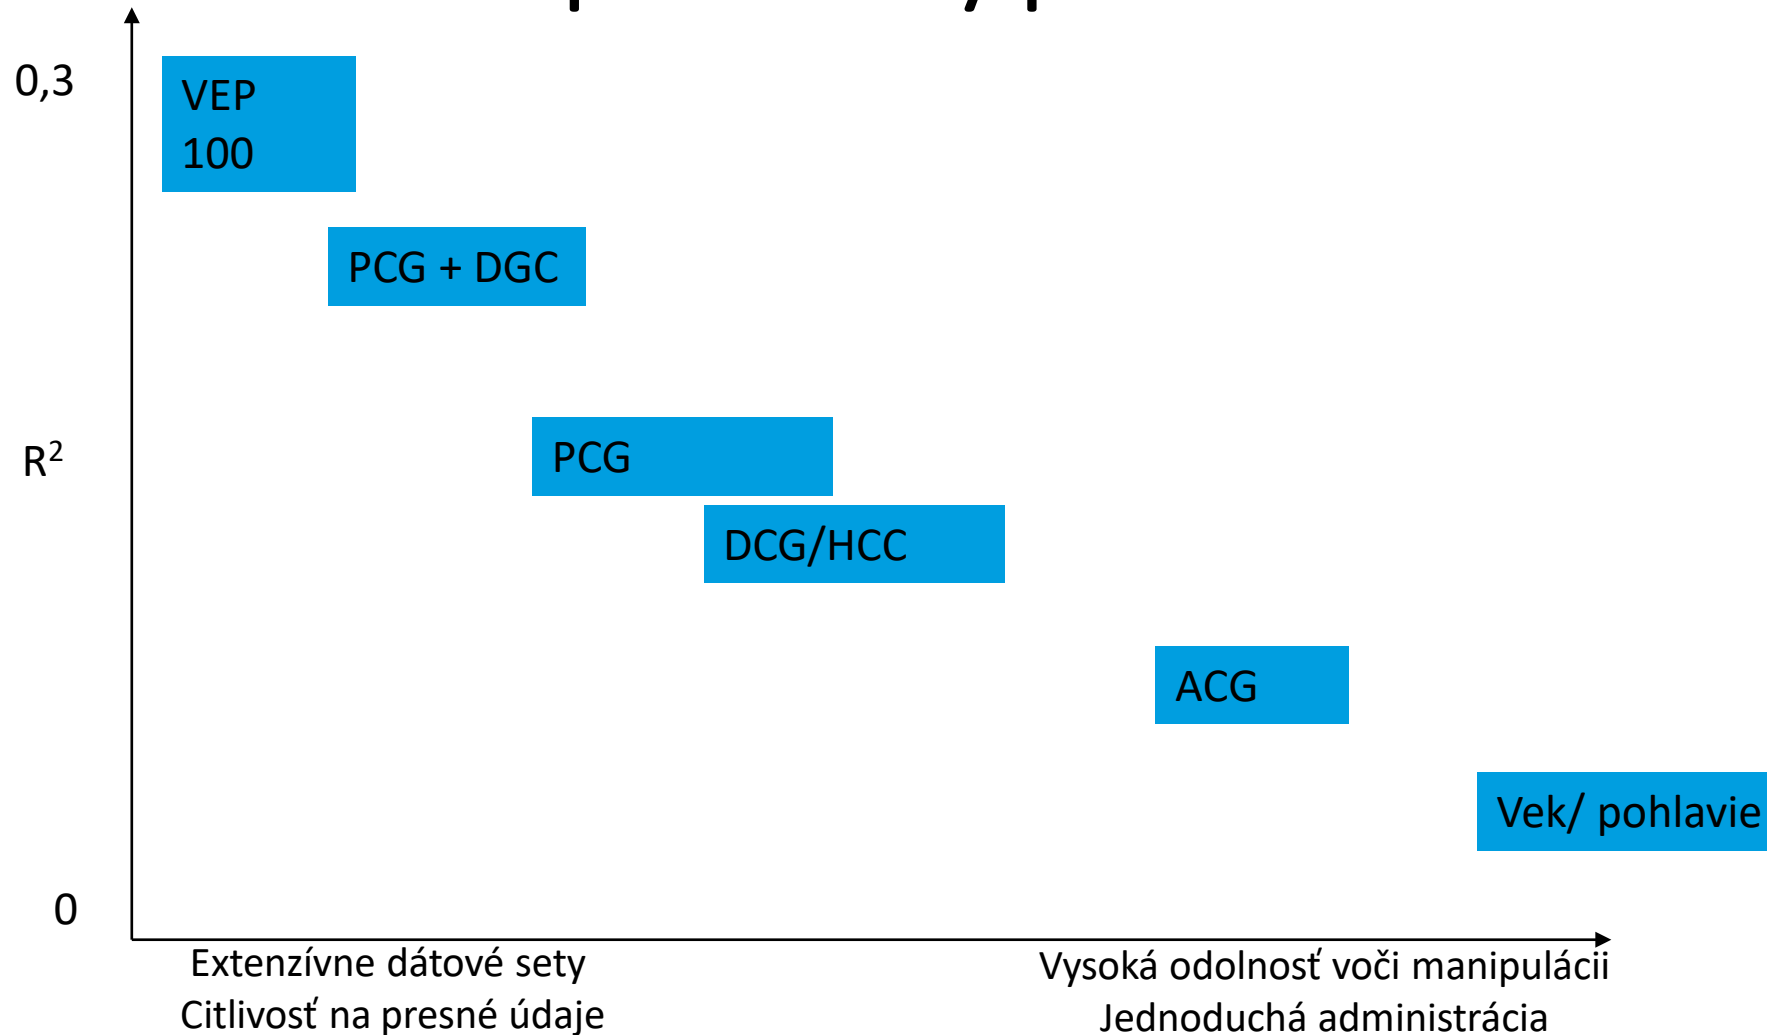 0,3
VEP
100
PCG + DGC
R²
PCG
DCG/HCC
ACG
Vek/ pohlavie
0
Extenzívne dátové sety
Citlivosť na presné údaje
Vysoká odolnosť voči manipulácii
Jednoduchá administrácia